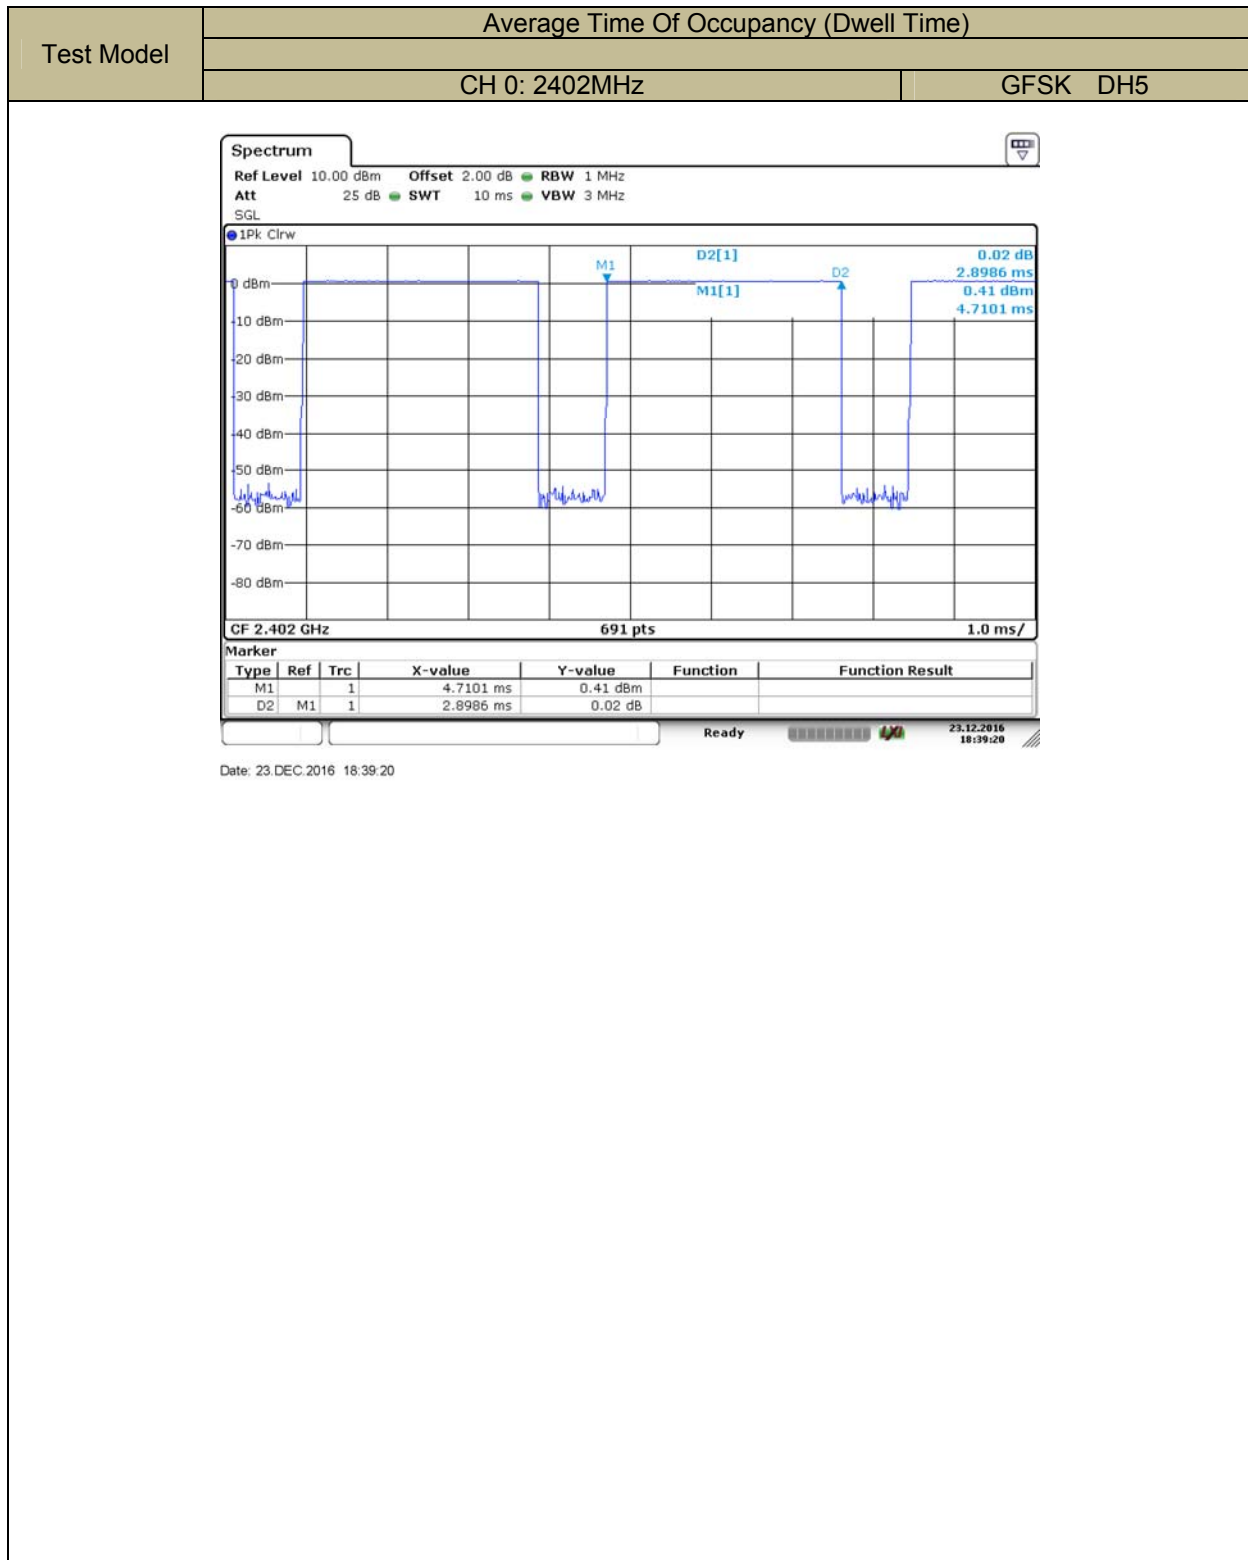 Test Model
Average Time Of Occupancy (Dwell Time)
CH 0: 2402MHz
GFSK DH5
Spectrum
Ref Level 10.00 dBm Offset 2.00 dB RBW 1 MHz
Att 25 dB SWT 10 ms VBW 3 MHz
SGL
1Pk Clrw
D2[1] 0.02 dB
2.8986 ms
M1[1] 0.41 dBm
4.7101 ms
M1
D2
0 dBm
-10 dBm
-20 dBm
-30 dBm
-40 dBm
-50 dBm
-60 dBm
-70 dBm
-80 dBm
CF 2.402 GHz 691 pts 1.0 ms/
Marker
Type Ref Trc X-value Y-value Function Function Result
M1 1 4.7101 ms 0.41 dBm
D2 M1 1 2.8986 ms 0.02 dB
Ready LXI 23.12.2016
18:39:20
Date: 23.DEC.2016 18:39:20